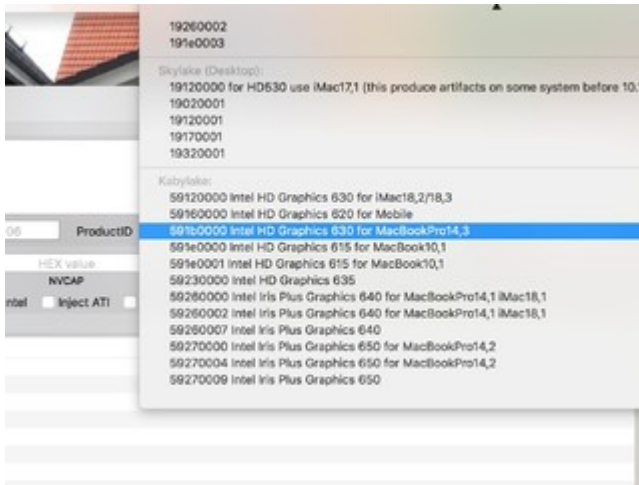 19260002
191e0003
Skylake (Desktop):
19120000 for HD530 use iMac17,1 (this produce artifacts on some system before 10.
19020001
19120001
19170001
19320001
Kabylake:
59120000 Intel HD Graphics 630 for iMac18,2/18,3
59160000 Intel HD Graphics 620 for Mobile
591b0000 Intel HD Graphics 630 for MacBookPro14,3
591e0000 Intel HD Graphics 615 for MacBook10,1
591e0001 Intel HD Graphics 615 for MacBook10,1
59230000 Intel HD Graphics 635
59260000 Intel Iris Plus Graphics 640 for MacBookPro14,1 iMac18,1
59260002 Intel Iris Plus Graphics 640 for MacBookPro14,1 iMac18,1
59260007 Intel Iris Plus Graphics 640
59270000 Intel Iris Plus Graphics 650 for MacBookPro14,2
59270004 Intel Iris Plus Graphics 650 for MacBookPro14,2
59270009 Intel Iris Plus Graphics 650
06 ProductID
HEX value
NVCAP
ntel Inject ATI